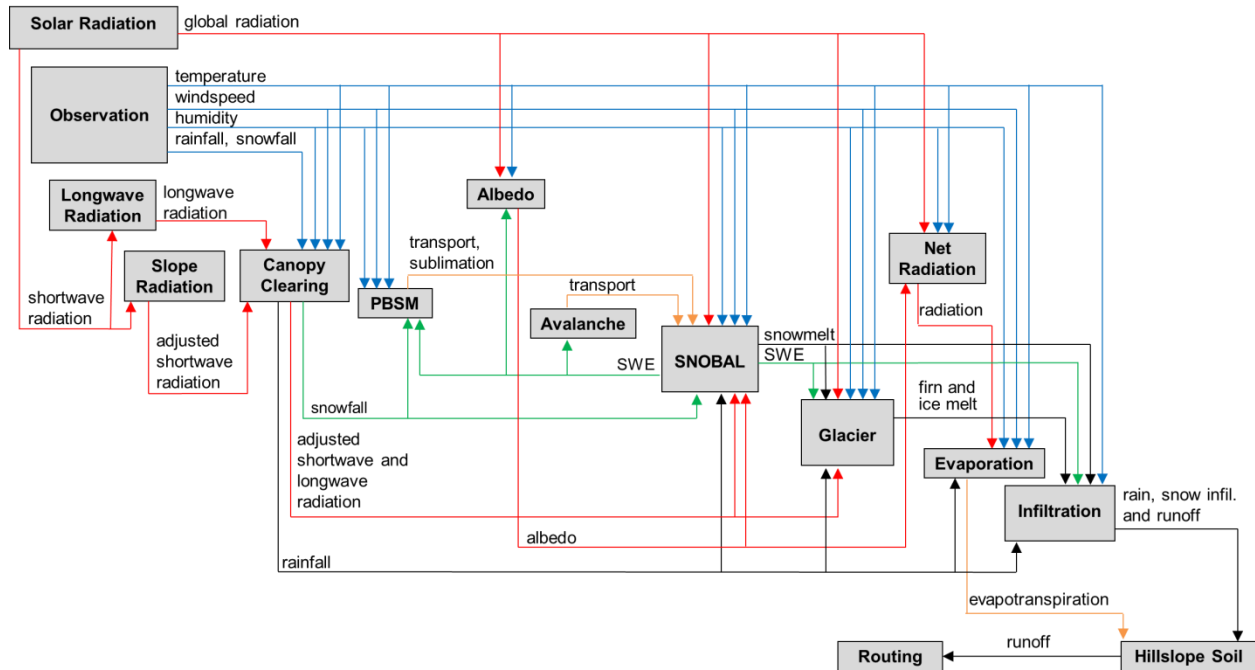 Solar Radiation
global radiation
temperature
windspeed
Observation
humidity
rainfall, snowfall
Longwave
Radiation
longwave
radiation
Albedo
Slope
Radiation
Canopy
Clearing
transport,
sublimation
Net
Radiation
shortwave
radiation
PBSM
transport
Avalanche
radiation
adjusted
shortwave
radiation
SWE
SNOBAL
snowmelt
SWE
snowfall
firn and
ice melt
Glacier
adjusted
shortwave and
longwave
radiation
Evaporation
Infiltration
rain, snow infil.
and runoff
albedo
rainfall
evapotranspiration
Routing
runoff
Hillslope Soil